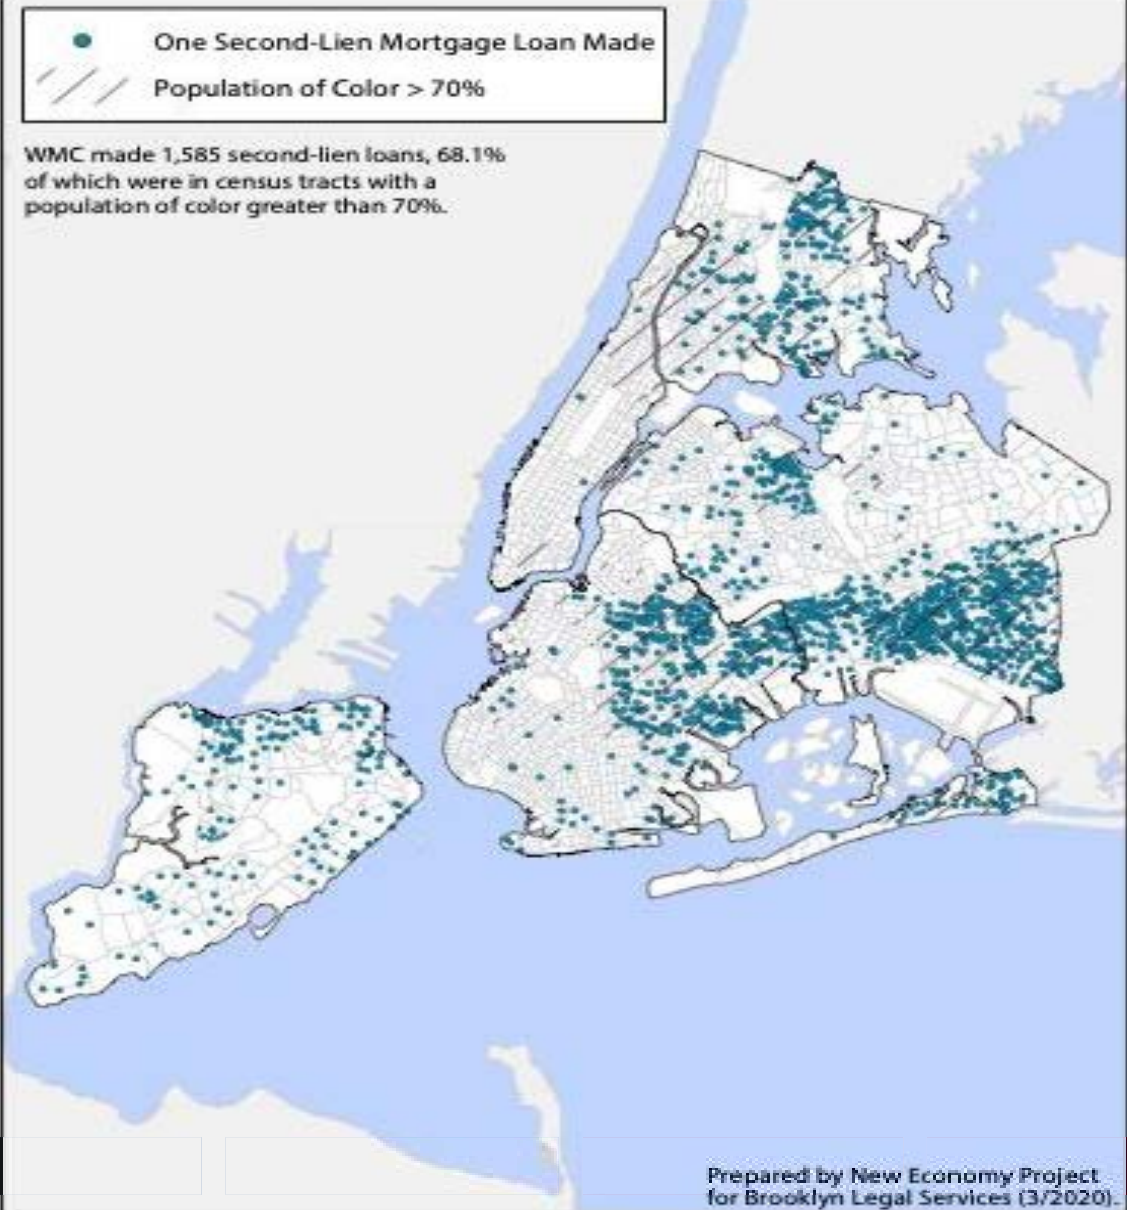 One Second-Lien Mortgage Loan Made
Population of Color > 70%
WMC made 1,585 second-lien loans, 68.1%
of which were in census tracts with a
population of color greater than 70%.
Prepared by New Economy Project
for Brooklyn Legal Services (3/2020).